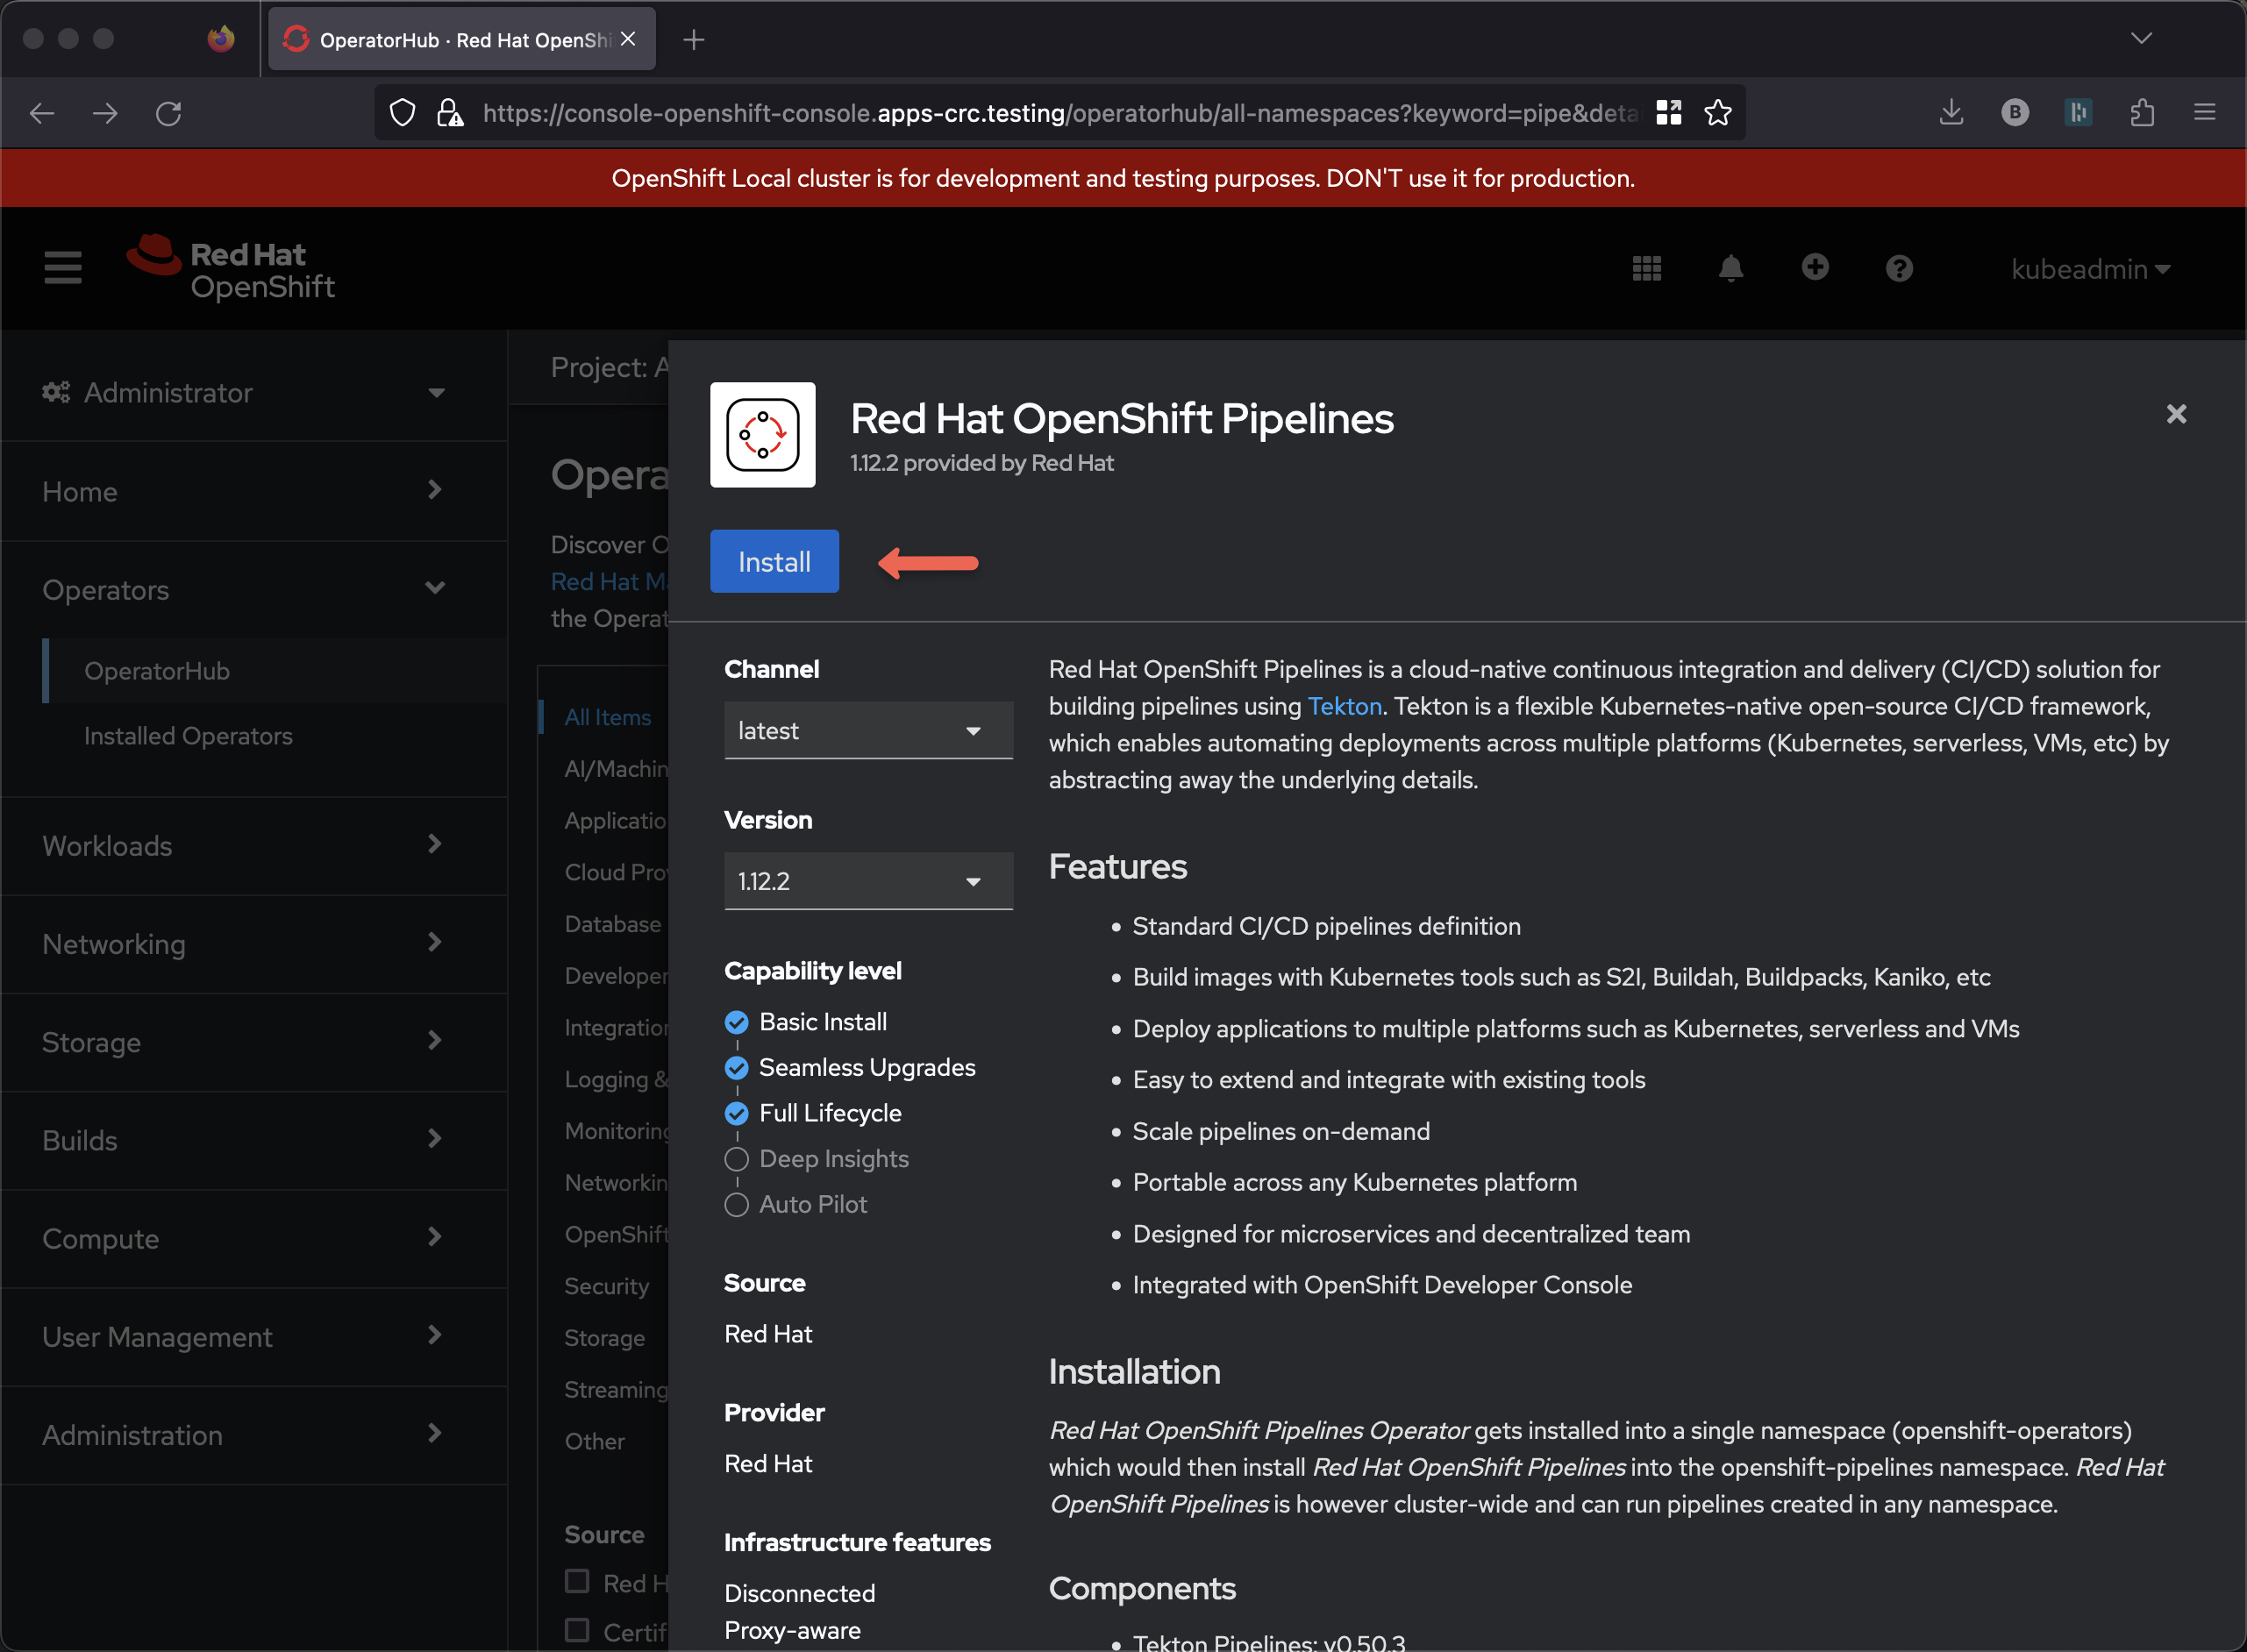 OperatorHub · Red Hat OpenShi
https://console-openshift-console.apps-crc.testing/operatorhub/all-namespaces?keyword=pipe&deta
B
OpenShift Local cluster is for development and testing purposes. DON'T use it for production.
Red Hat
OpenShift
kubeadmin
Administrator
Home
Operators
OperatorHub
Installed Operators
Workloads
Networking
Storage
Builds
Compute
User Management
Administration
Project: A
Opera
Discover O
Red Hat Ma
the Operat
All Items
AI/Machin
Applicatio
Cloud Prov
Database
Developer
Integration
Logging &
Monitoring
Networkin
OpenShift
Security
Storage
Streaming
Other
Source
Red H
Certif
Red Hat OpenShift Pipelines
1.12.2 provided by Red Hat
Install
Channel
latest
Version
1.12.2
Capability level
Basic Install
Seamless Upgrades
Full Lifecycle
Deep Insights
Auto Pilot
Source
Red Hat
Provider
Red Hat
Infrastructure features
Disconnected
Proxy-aware
Red Hat OpenShift Pipelines is a cloud-native continuous integration and delivery (CI/CD) solution for
building pipelines using Tekton. Tekton is a flexible Kubernetes-native open-source CI/CD framework,
which enables automating deployments across multiple platforms (Kubernetes, serverless, VMs, etc) by
abstracting away the underlying details.
Features
• Standard CI/CD pipelines definition
• Build images with Kubernetes tools such as S2I, Buildah, Buildpacks, Kaniko, etc
• Deploy applications to multiple platforms such as Kubernetes, serverless and VMs
• Easy to extend and integrate with existing tools
• Scale pipelines on-demand
• Portable across any Kubernetes platform
• Designed for microservices and decentralized team
• Integrated with OpenShift Developer Console
Installation
Red Hat OpenShift Pipelines Operator gets installed into a single namespace (openshift-operators)
which would then install Red Hat OpenShift Pipelines into the openshift-pipelines namespace. Red Hat
OpenShift Pipelines is however cluster-wide and can run pipelines created in any namespace.
Components
• Tekton Pipelines: v0.50.3